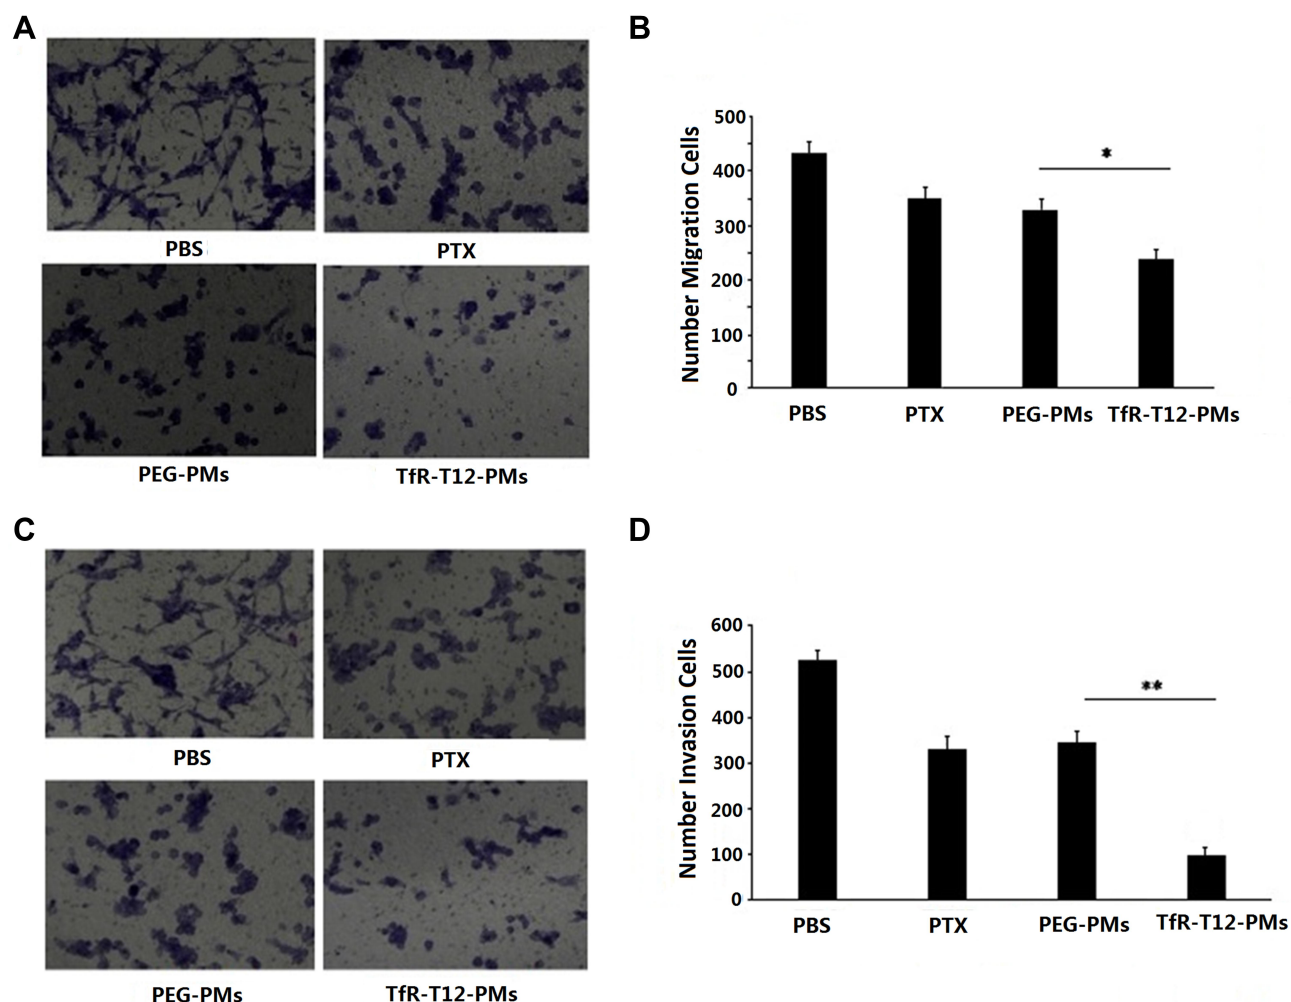 A
PBS
PTX
PEG-PMs
TfR-T12-PMs
B
Number Migration Cells
500
400
300
200
100
0
*
PBS
PTX
PEG-PMs
TfR-T12-PMs
C
PBS
PTX
PEG-PMs
TfR-T12-PMs
D
Number Invasion Cells
600
500
400
300
200
100
0
**
PBS
PTX
PEG-PMs
TfR-T12-PMs